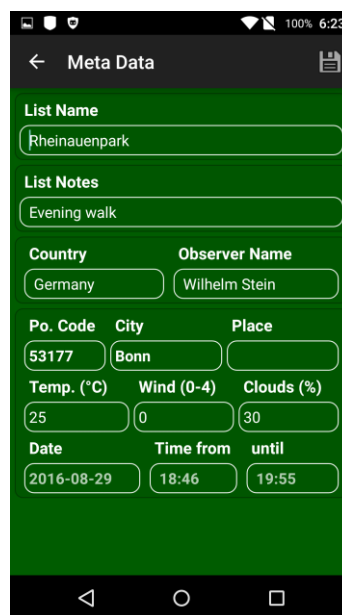 100% 6:23
Meta Data
List Name
Rheinauenpark
List Notes
Evening walk
Country Observer Name
Germany Wilhelm Stein
Po. Code City Place
53177 Bonn
Temp. (°C) Wind (0-4) Clouds (%)
25 0 30
Date Time from until
2016-08-29 18:46 19:55